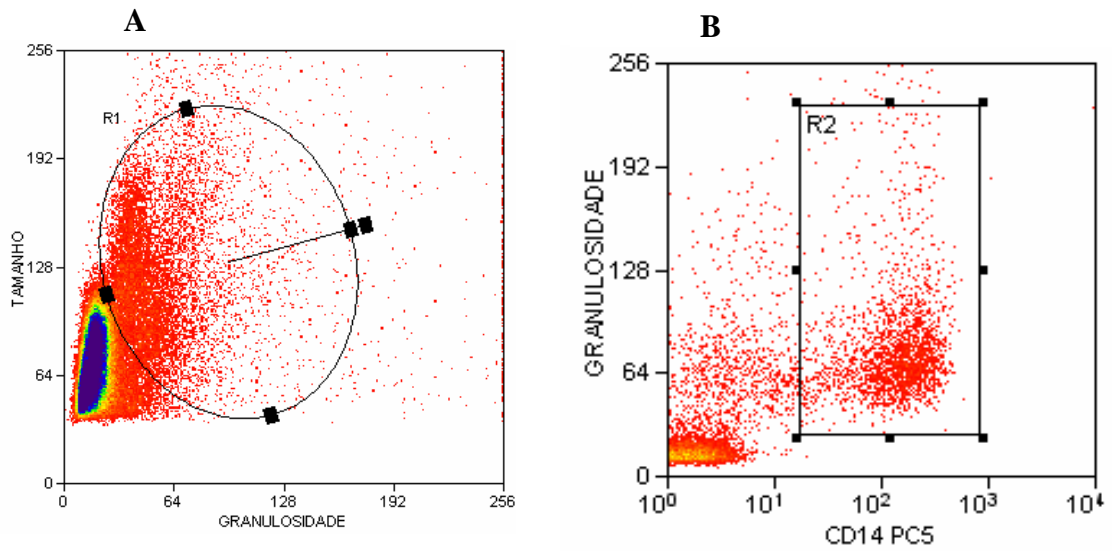 A
256
192
128
64
0
TAMANHO
R1
0 64 128 192 256
GRANULOSIDADE
B
256
192
128
64
0
GRANULOSIDADE
R2
10⁰ 10¹ 10² 10³ 10⁴
CD14 PC5